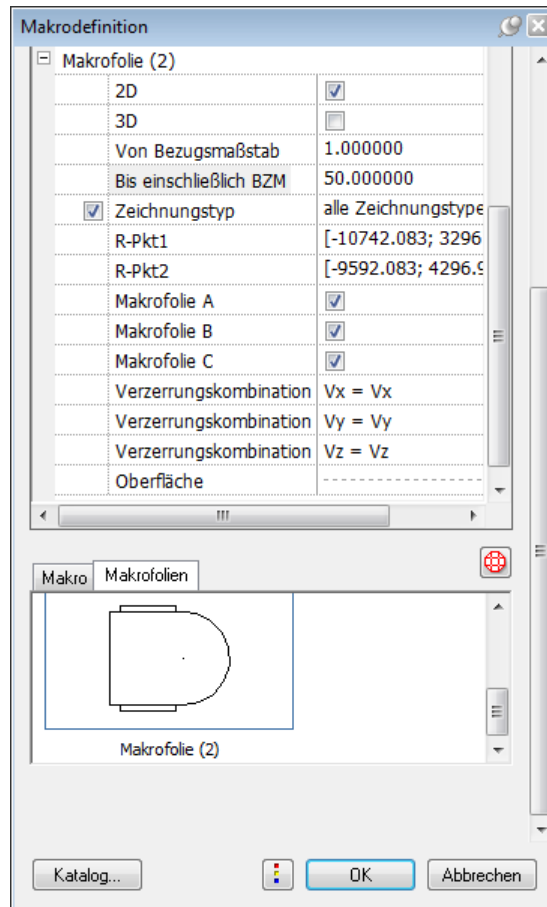 Makrodefinition
Makrofolie (2)
2D
3D
Von Bezugsmaßstab 1.000000
Bis einschließlich BZM 50.000000
Zeichnungstyp alle Zeichnungstype
R-Pkt1 [-10742.083; 3296
R-Pkt2 [-9592.083; 4296.9
Makrofolie A
Makrofolie B
Makrofolie C
Verzerrungskombination Vx = Vx
Verzerrungskombination Vy = Vy
Verzerrungskombination Vz = Vz
Oberfläche
Makro Makrofolien
Makrofolie (2)
Katalog... OK Abbrechen